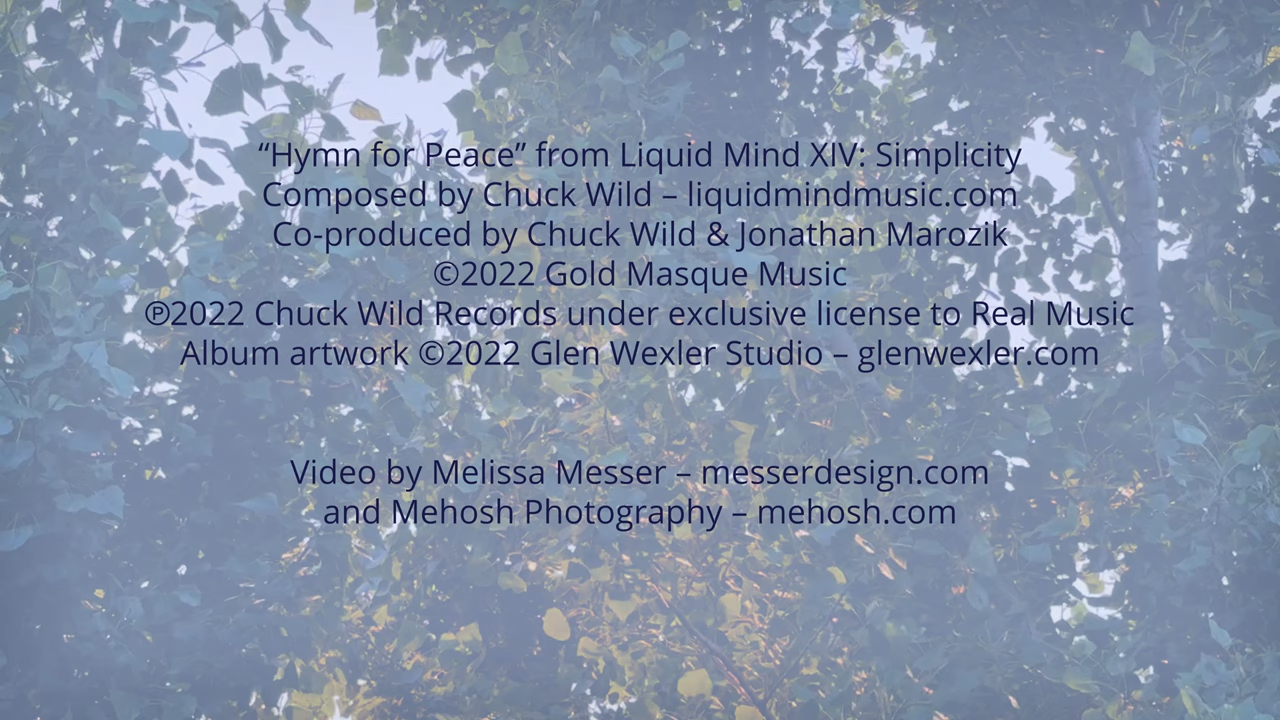 “Hymn for Peace” from Liquid Mind XIV: Simplicity
Composed by Chuck Wild – liquidmindmusic.com
Co-produced by Chuck Wild & Jonathan Marozik
©2022 Gold Masque Music
℗2022 Chuck Wild Records under exclusive license to Real Music
Album artwork ©2022 Glen Wexler Studio – glenwexler.com
Video by Melissa Messer – messerdesign.com
and Mehosh Photography – mehosh.com